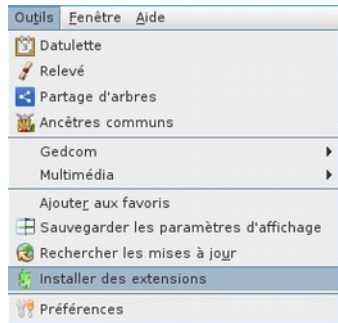 Outils Fenêtre Aide
Datulette
Relevé
Partage d'arbres
Ancêtres communs
Gedcom
Multimédia
Ajouter aux favoris
Sauvegarder les paramètres d'affichage
Rechercher les mises à jour
Installer des extensions
Préférences